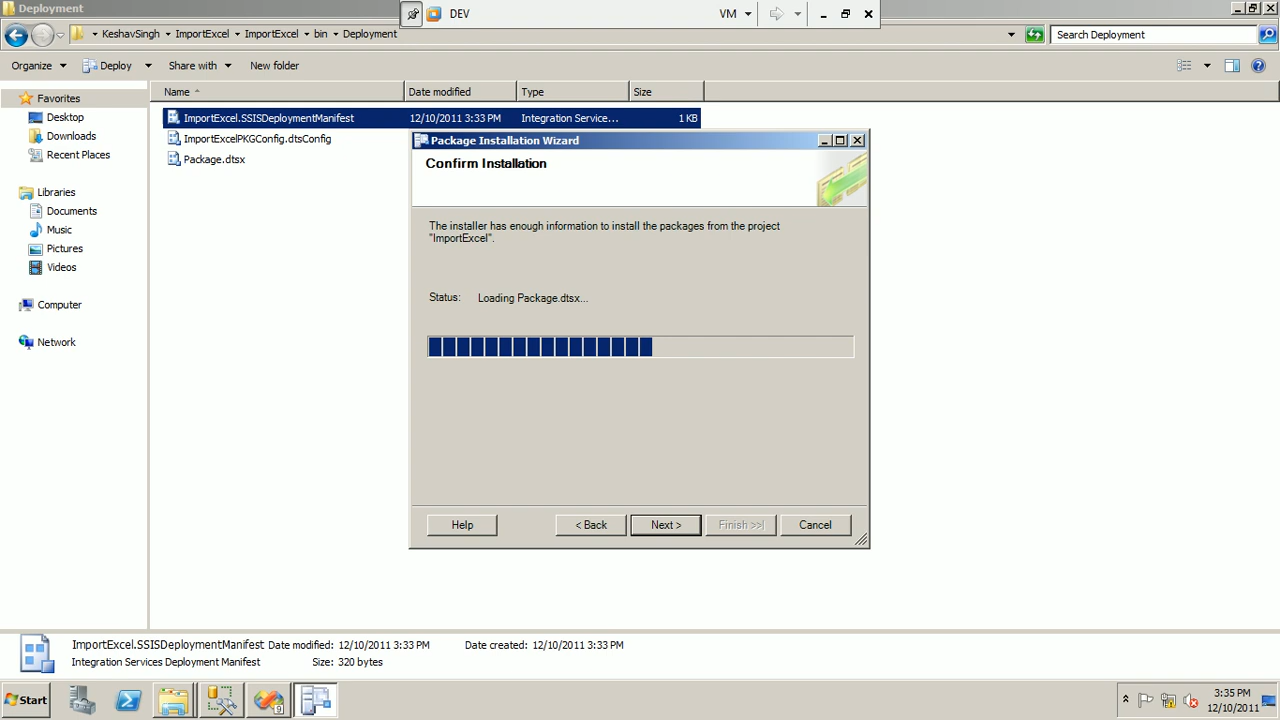 Deployment
DEV
VM
KeshavSingh
ImportExcel
ImportExcel
bin
Deployment
Search Deployment
Organize
Deploy
Share with
New folder
Name
Date modified
Type
Size
Favorites
Desktop
Downloads
Recent Places
Libraries
Documents
Music
Pictures
Videos
Computer
Network
ImportExcel.SSISDeploymentManifest
12/10/2011 3:33 PM
Integration Service...
1 KB
ImportExcelPKGConfig.dtsConfig
Package.dtsx
Package Installation Wizard
Confirm Installation
The installer has enough information to install the packages from the project
"ImportExcel".
Status:
Loading Package.dtsx...
Help
< Back
Next >
Finish >>|
Cancel
ImportExcel.SSISDeploymentManifest
Date modified: 12/10/2011 3:33 PM
Date created: 12/10/2011 3:33 PM
Integration Services Deployment Manifest
Size: 320 bytes
Start
3:35 PM
12/10/2011